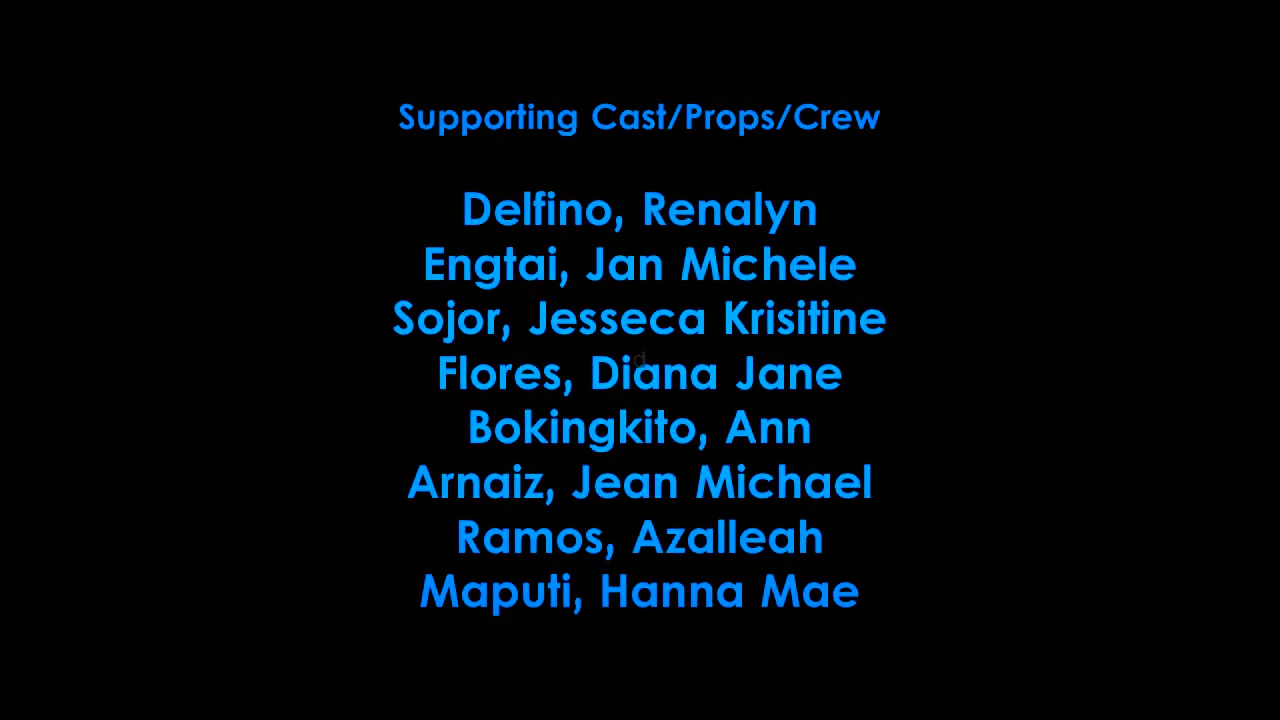 Supporting Cast/Props/Crew
Delfino, Renalyn
Engtai, Jan Michele
Sojor, Jesseca Krisitine
Flores, Diana Jane
Bokingkito, Ann
Arnaiz, Jean Michael
Ramos, Azalleah
Maputi, Hanna Mae